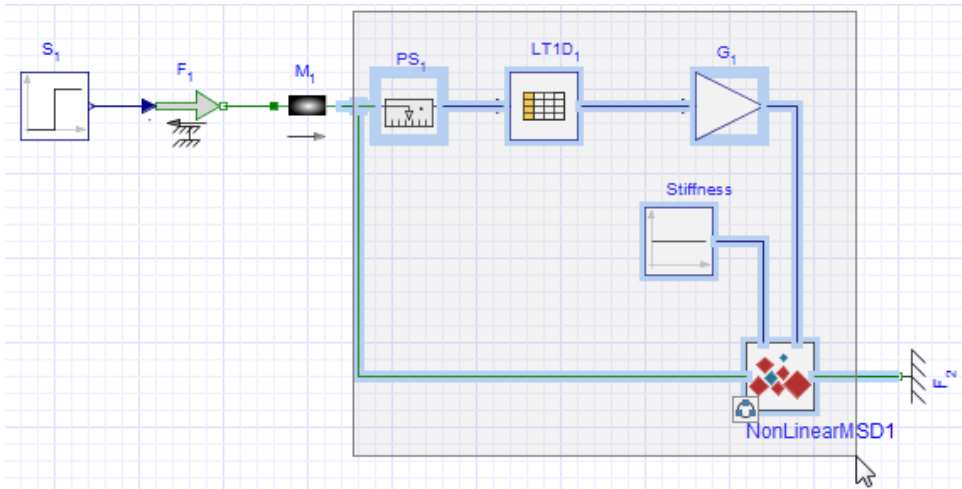 S1
F1
M1
PS1
LT1D1
G1
Stiffness
F2
NonLinearMSD1